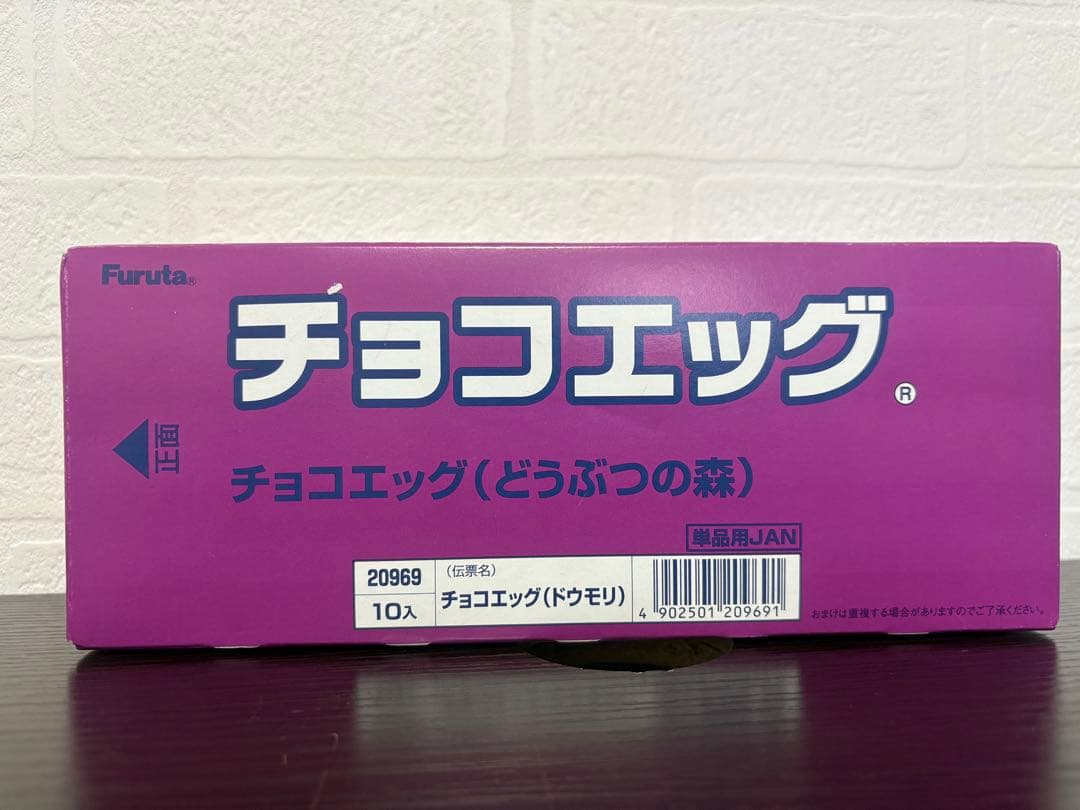 Furuta®
チョコエッグ®
正面
チョコエッグ(どうぶつの森)
単品用JAN
20969
10入
(伝票名)
チョコエッグ(ドウモリ)
4 902501 209691
おまけは重複する場合がありますのでご了承ください。